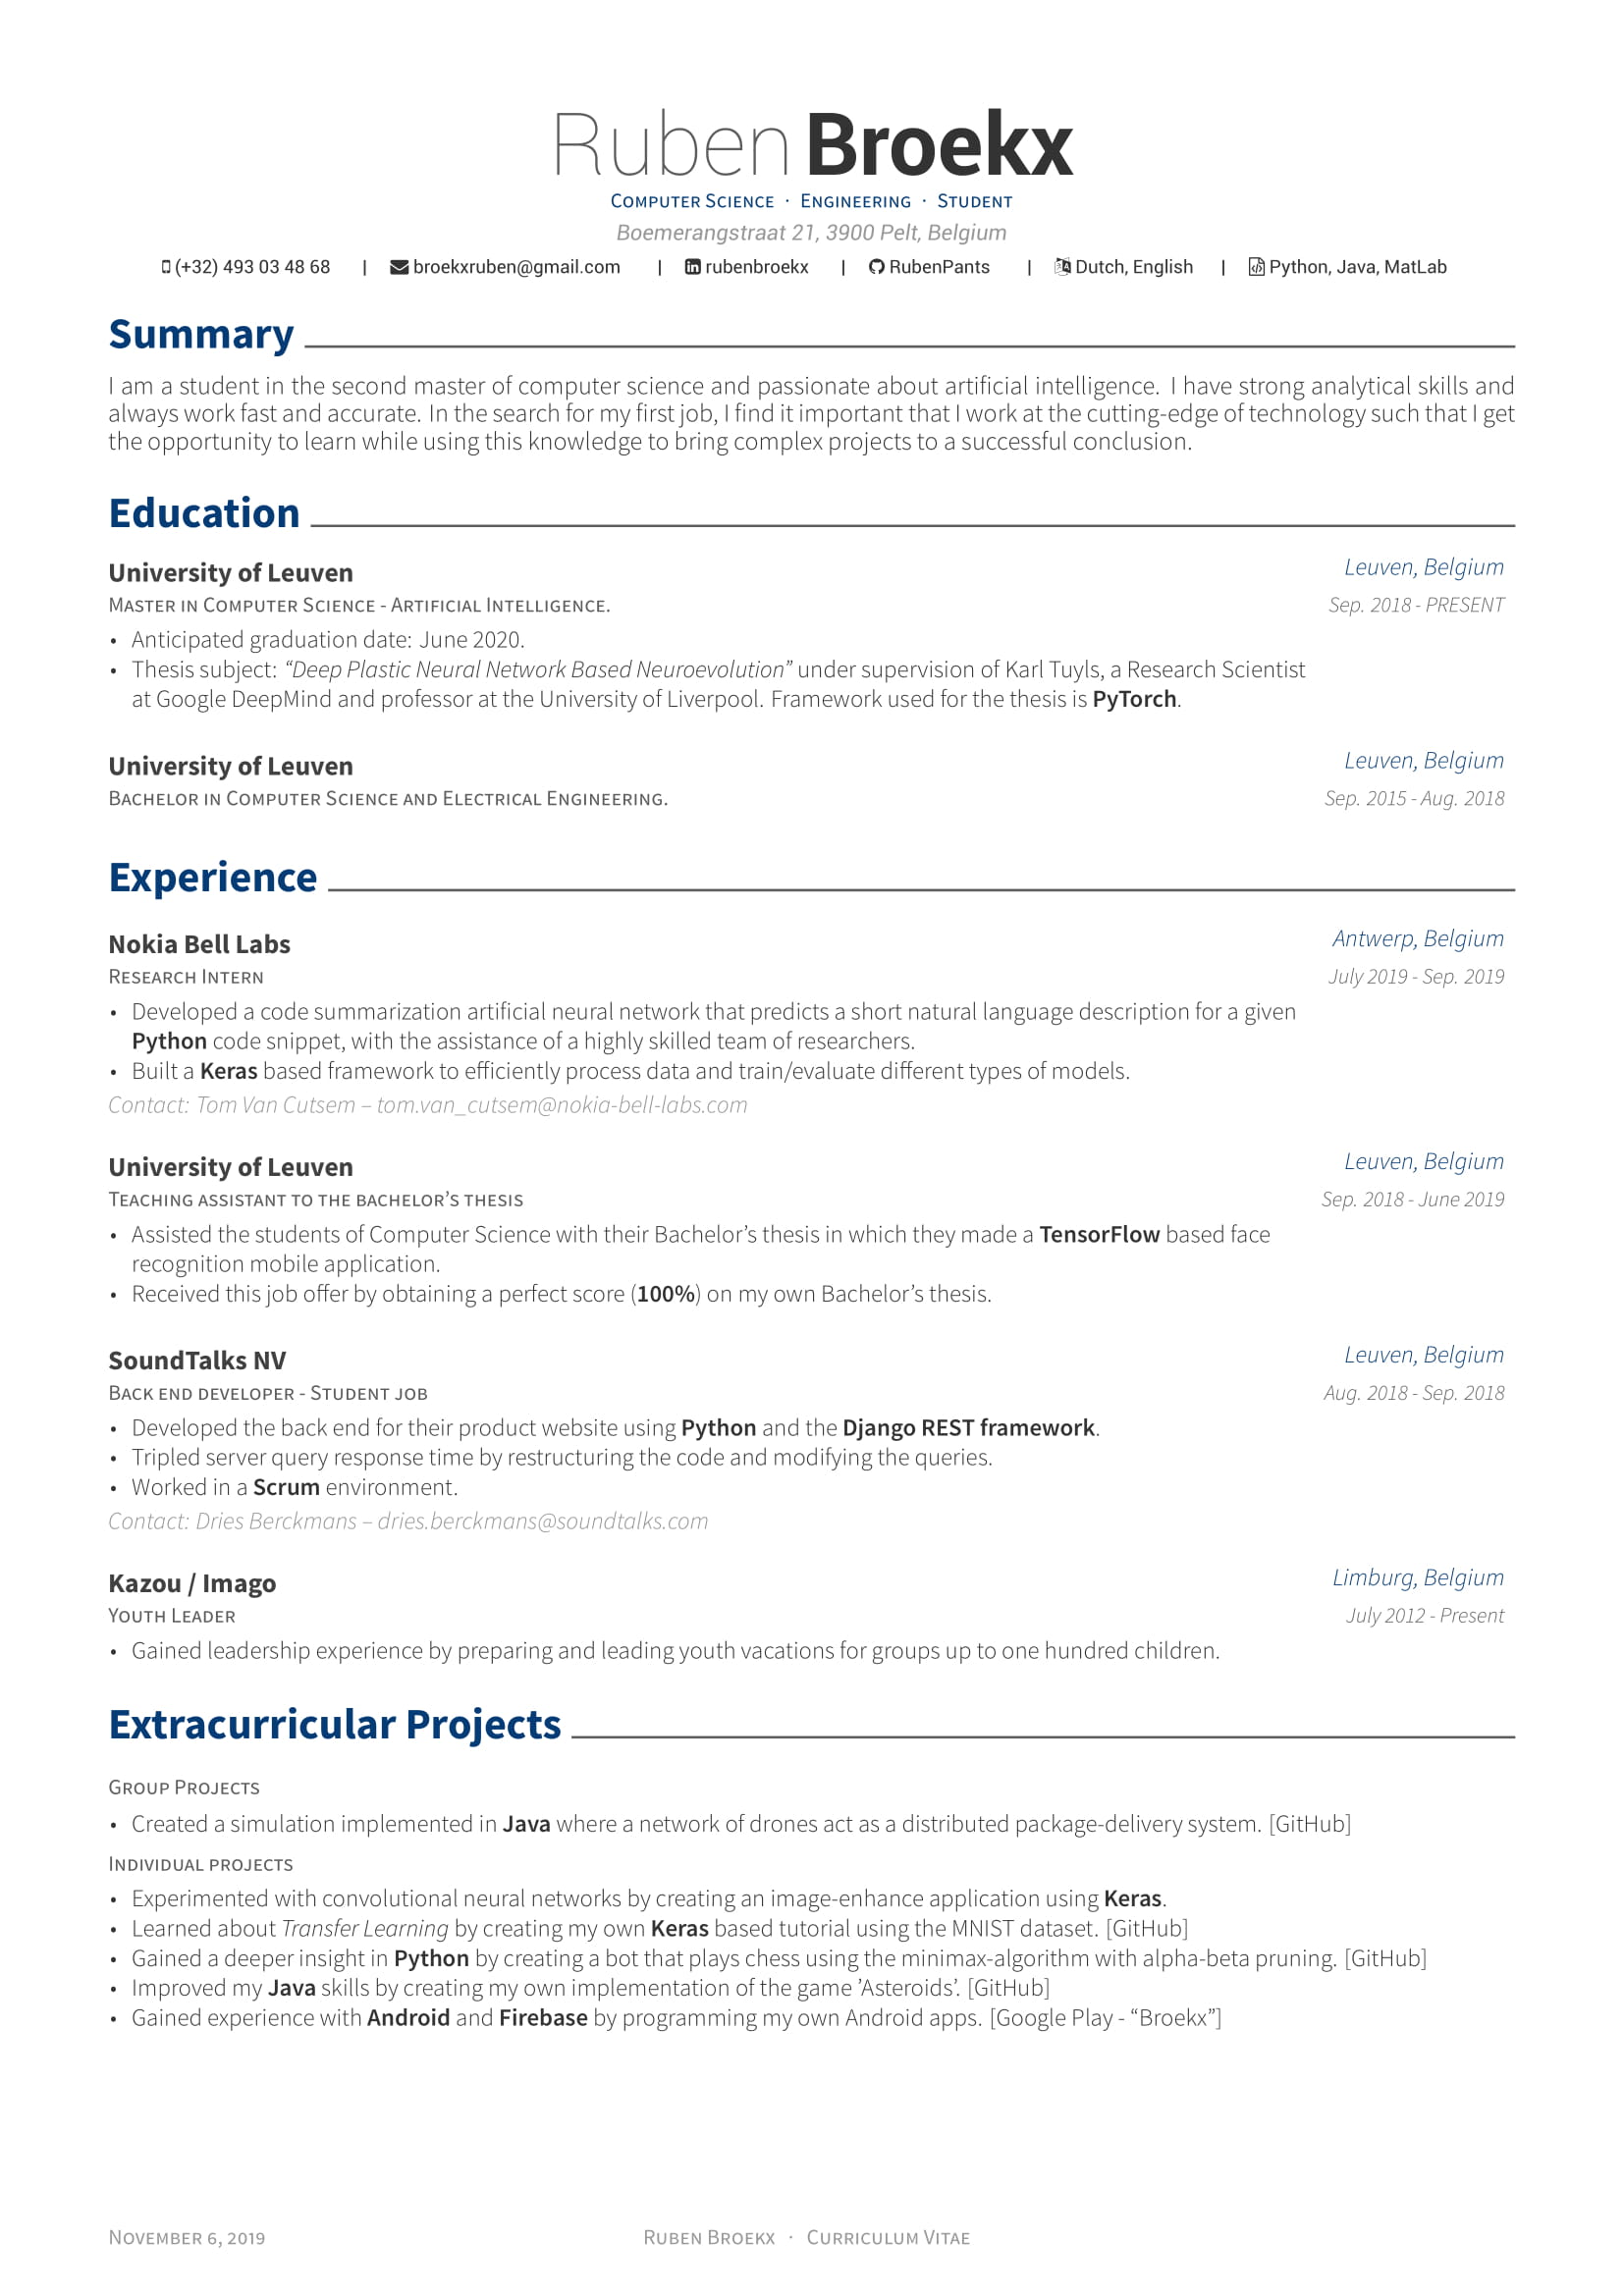 Ruben Broekx
Computer Science · Engineering · Student
Boemerangstraat 21, 3900 Pelt, Belgium
(+32) 493 03 48 68 | broekxruben@gmail.com | rubenbroekx | RubenPants | Dutch, English | Python, Java, MatLab
Summary
I am a student in the second master of computer science and passionate about artificial intelligence. I have strong analytical skills and
always work fast and accurate. In the search for my first job, I find it important that I work at the cutting-edge of technology such that I get
the opportunity to learn while using this knowledge to bring complex projects to a successful conclusion.
Education
University of Leuven Leuven, Belgium
Master in Computer Science - Artificial Intelligence. Sep. 2018 - PRESENT
• Anticipated graduation date: June 2020.
• Thesis subject: “Deep Plastic Neural Network Based Neuroevolution” under supervision of Karl Tuyls, a Research Scientist
at Google DeepMind and professor at the University of Liverpool. Framework used for the thesis is PyTorch.
University of Leuven Leuven, Belgium
Bachelor in Computer Science and Electrical Engineering. Sep. 2015 - Aug. 2018
Experience
Nokia Bell Labs Antwerp, Belgium
Research Intern July 2019 - Sep. 2019
• Developed a code summarization artificial neural network that predicts a short natural language description for a given
Python code snippet, with the assistance of a highly skilled team of researchers.
• Built a Keras based framework to efficiently process data and train/evaluate different types of models.
Contact: Tom Van Cutsem – tom.van_cutsem@nokia-bell-labs.com
University of Leuven Leuven, Belgium
Teaching assistant to the bachelor’s thesis Sep. 2018 - June 2019
• Assisted the students of Computer Science with their Bachelor’s thesis in which they made a TensorFlow based face
recognition mobile application.
• Received this job offer by obtaining a perfect score (100%) on my own Bachelor’s thesis.
SoundTalks NV Leuven, Belgium
Back end developer - Student job Aug. 2018 - Sep. 2018
• Developed the back end for their product website using Python and the Django REST framework.
• Tripled server query response time by restructuring the code and modifying the queries.
• Worked in a Scrum environment.
Contact: Dries Berckmans – dries.berckmans@soundtalks.com
Kazou / Imago Limburg, Belgium
Youth Leader July 2012 - Present
• Gained leadership experience by preparing and leading youth vacations for groups up to one hundred children.
Extracurricular Projects
Group Projects
• Created a simulation implemented in Java where a network of drones act as a distributed package-delivery system. [GitHub]
Individual projects
• Experimented with convolutional neural networks by creating an image-enhance application using Keras.
• Learned about Transfer Learning by creating my own Keras based tutorial using the MNIST dataset. [GitHub]
• Gained a deeper insight in Python by creating a bot that plays chess using the minimax-algorithm with alpha-beta pruning. [GitHub]
• Improved my Java skills by creating my own implementation of the game ’Asteroids’. [GitHub]
• Gained experience with Android and Firebase by programming my own Android apps. [Google Play - “Broekx”]
November 6, 2019 Ruben Broekx · Curriculum Vitae